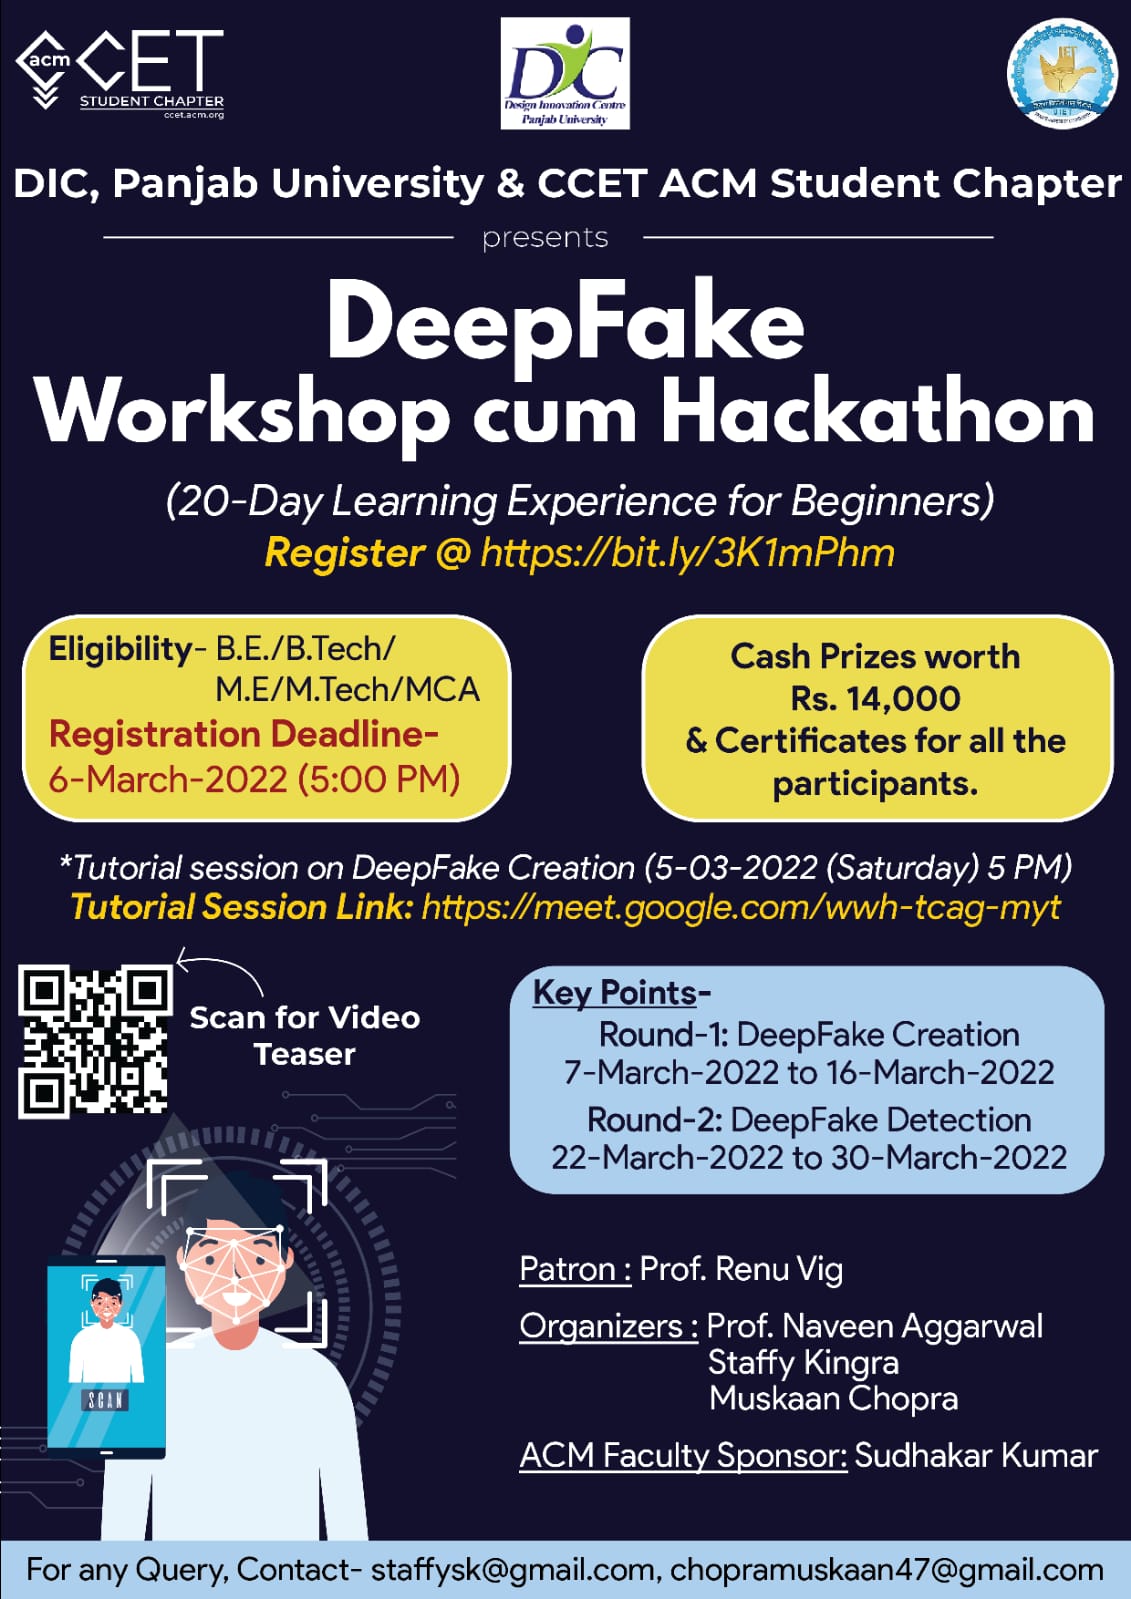 acm CCET
STUDENT CHAPTER
ccet.acm.org
DIC
Design Innovation Centre
Panjab University
UIET
DIC, Panjab University & CCET ACM Student Chapter
presents
DeepFake
Workshop cum Hackathon
(20-Day Learning Experience for Beginners)
Register @ https://bit.ly/3K1mPhm
Eligibility- B.E./B.Tech/
M.E/M.Tech/MCA
Registration Deadline-
6-March-2022 (5:00 PM)
Cash Prizes worth
Rs. 14,000
& Certificates for all the
participants.
*Tutorial session on DeepFake Creation (5-03-2022 (Saturday) 5 PM)
Tutorial Session Link: https://meet.google.com/wwh-tcag-myt
Scan for Video
Teaser
Key Points-
Round-1: DeepFake Creation
7-March-2022 to 16-March-2022
Round-2: DeepFake Detection
22-March-2022 to 30-March-2022
SCAN
Patron : Prof. Renu Vig
Organizers : Prof. Naveen Aggarwal
Staffy Kingra
Muskaan Chopra
ACM Faculty Sponsor: Sudhakar Kumar
For any Query, Contact- staffysk@gmail.com, chopramuskaan47@gmail.com